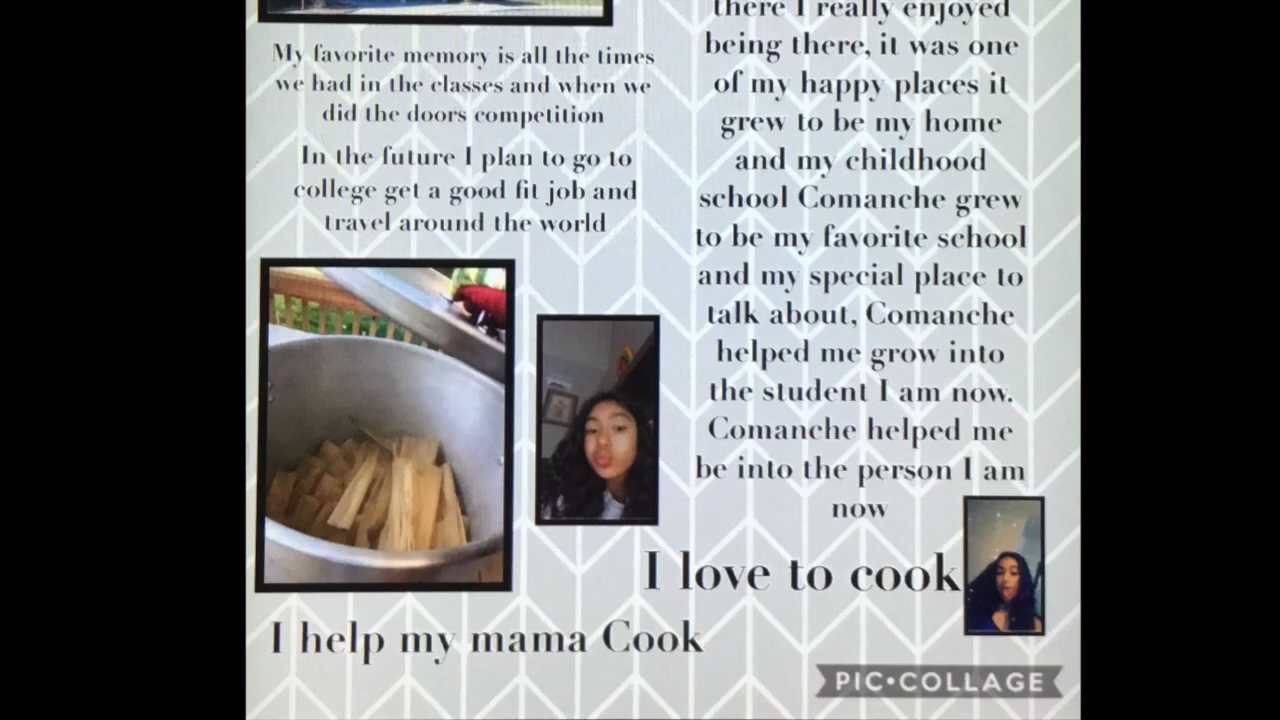 My favorite memory is all the times
we had in the classes and when we
did the doors competition
In the future I plan to go to
college get a good fit job and
travel around the world
there I really enjoyed
being there, it was one
of my happy places it
grew to be my home
and my childhood
school Comanche grew
to be my favorite school
and my special place to
talk about, Comanche
helped me grow into
the student I am now.
Comanche helped me
be into the person I am
now
I love to cook
I help my mama Cook
PIC•COLLAGE